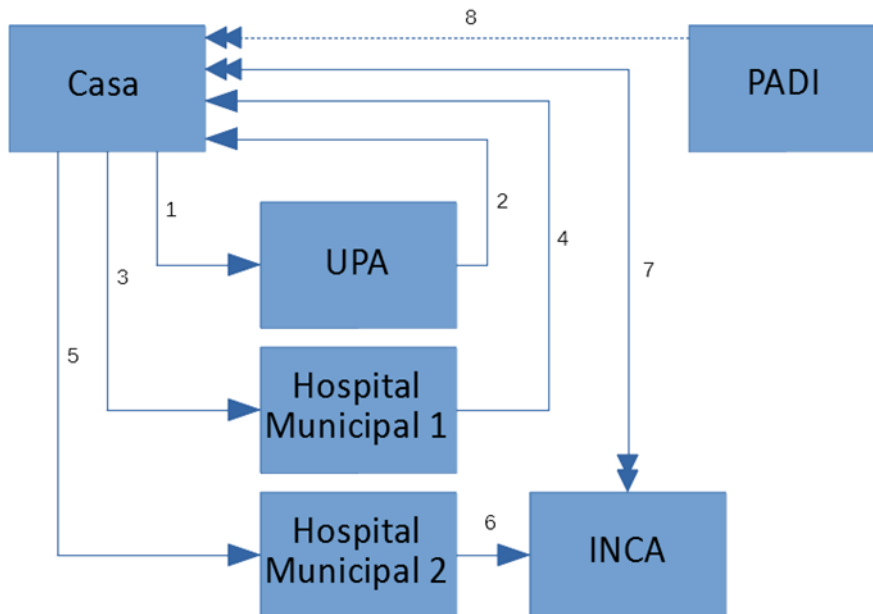 8
Casa
PADI
1
2
UPA
4
3
7
5
Hospital
Municipal 1
Hospital
Municipal 2
6
INCA